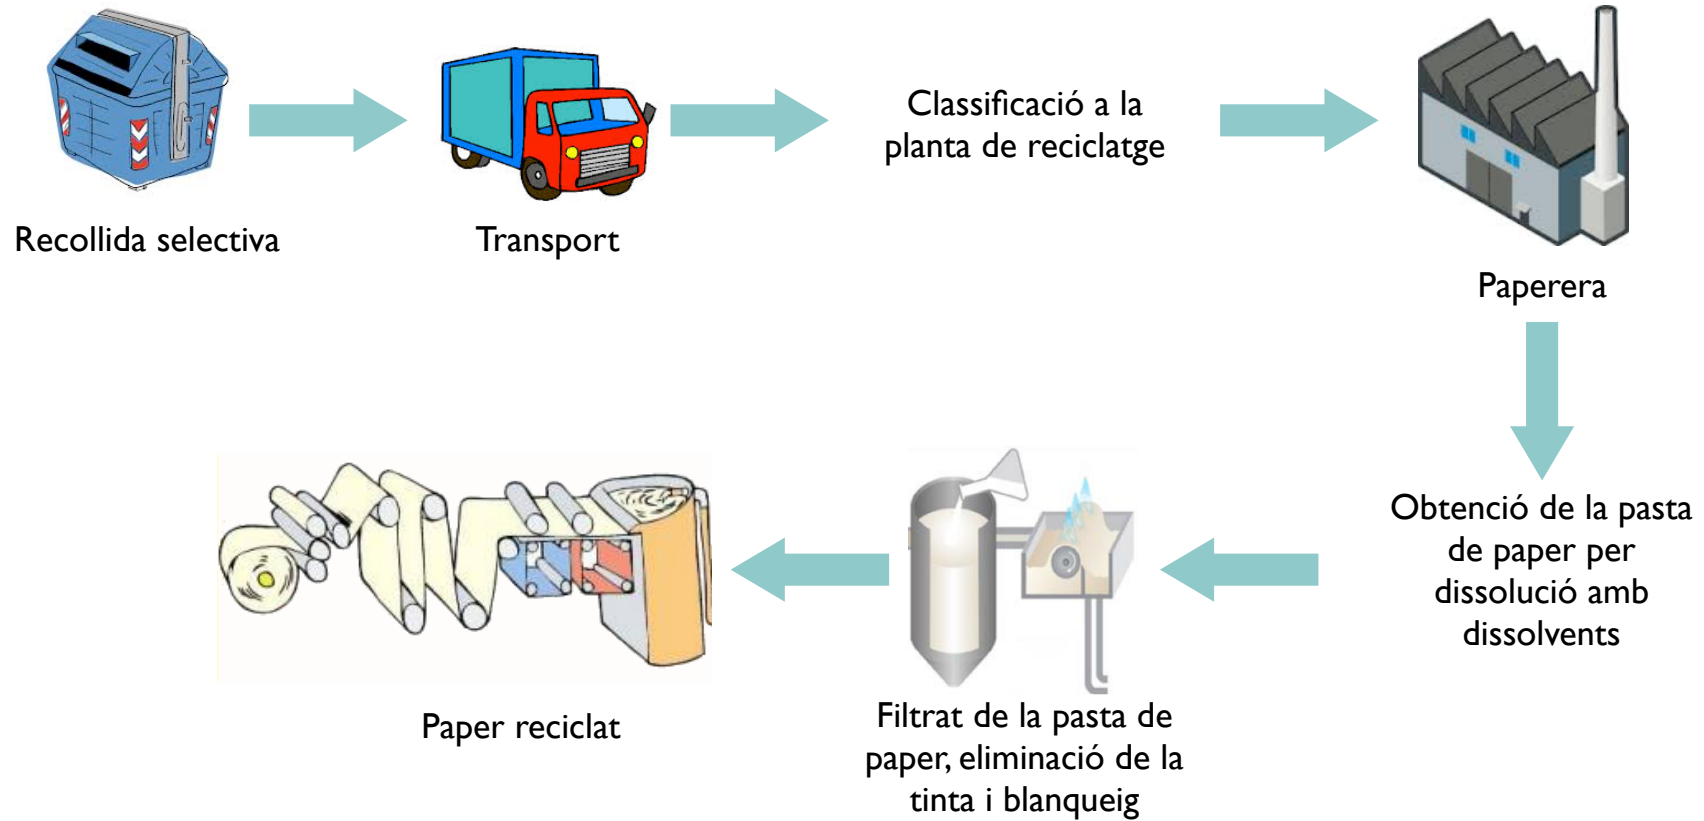 Recollida selectiva
Transport
Classificació a la
planta de reciclatge
Paperera
Obtenció de la pasta
de paper per
dissolució amb
dissolvents
Filtrat de la pasta de
paper, eliminació de la
tinta i blanqueig
Paper reciclat